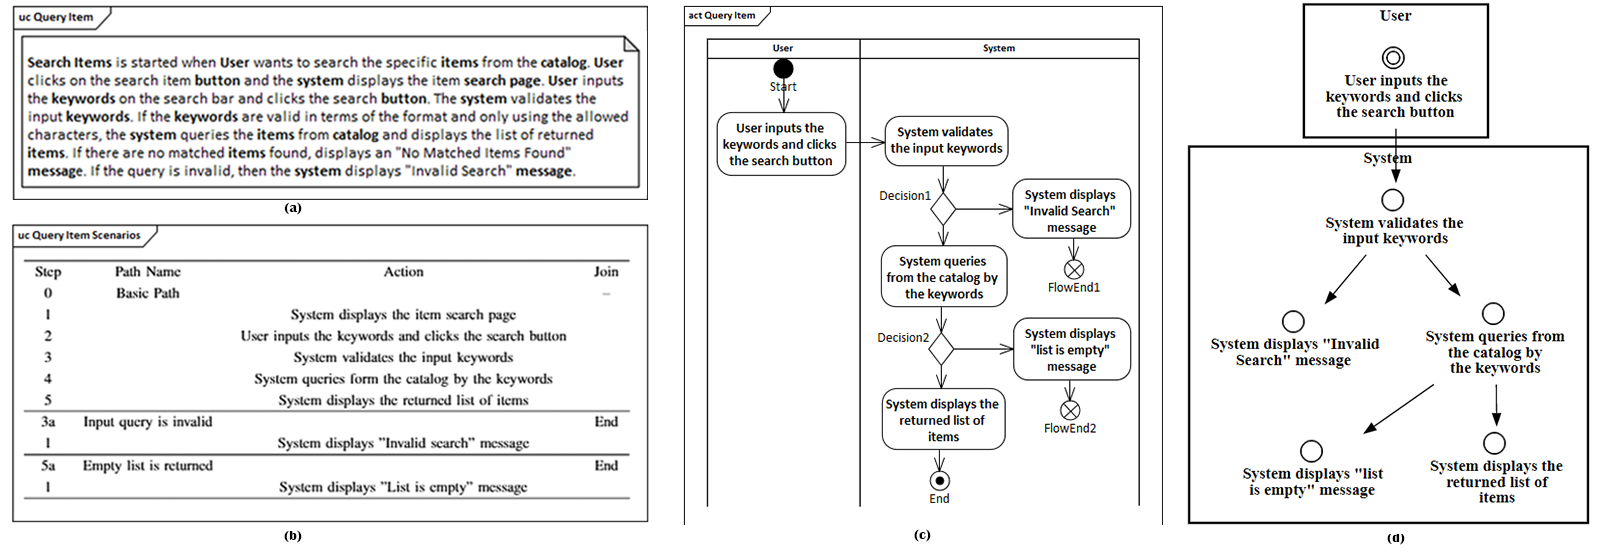 uc Query Item
Search Items is started when User wants to search the specific items from the catalog. User
clicks on the search item button and the system displays the item search page. User inputs
the keywords on the search bar and clicks the search button. The system validates the
input keywords. If the keywords are valid in terms of the format and only using the allowed
characters, the system queries the items from catalog and displays the list of returned
items. If there are no matched items found, displays an "No Matched Items Found"
message. If the query is invalid, then the system displays "Invalid Search" message.
(a)
uc Query Item Scenarios
Step Path Name Action Join
0 Basic Path –
1 System displays the item search page
2 User inputs the keywords and clicks the search button
3 System validates the input keywords
4 System queries form the catalog by the keywords
5 System displays the returned list of items
3a Input query is invalid End
1 System displays "Invalid search" message
5a Empty list is returned End
1 System displays "List is empty" message
(b)
act Query Item
User System
Start
User inputs the
keywords and clicks
the search button
System validates
the input keywords
Decision1
System displays
"Invalid Search"
message
FlowEnd1
System queries
from the catalog by
the keywords
Decision2
System displays
"list is empty"
message
FlowEnd2
System displays the
returned list of
items
End
(c)
User
User inputs the
keywords and clicks
the search button
System
System validates the
input keywords
System displays "Invalid
Search" message
System queries from
the catalog by
the keywords
System displays "list
is empty" message
System displays the
returned list of
items
(d)